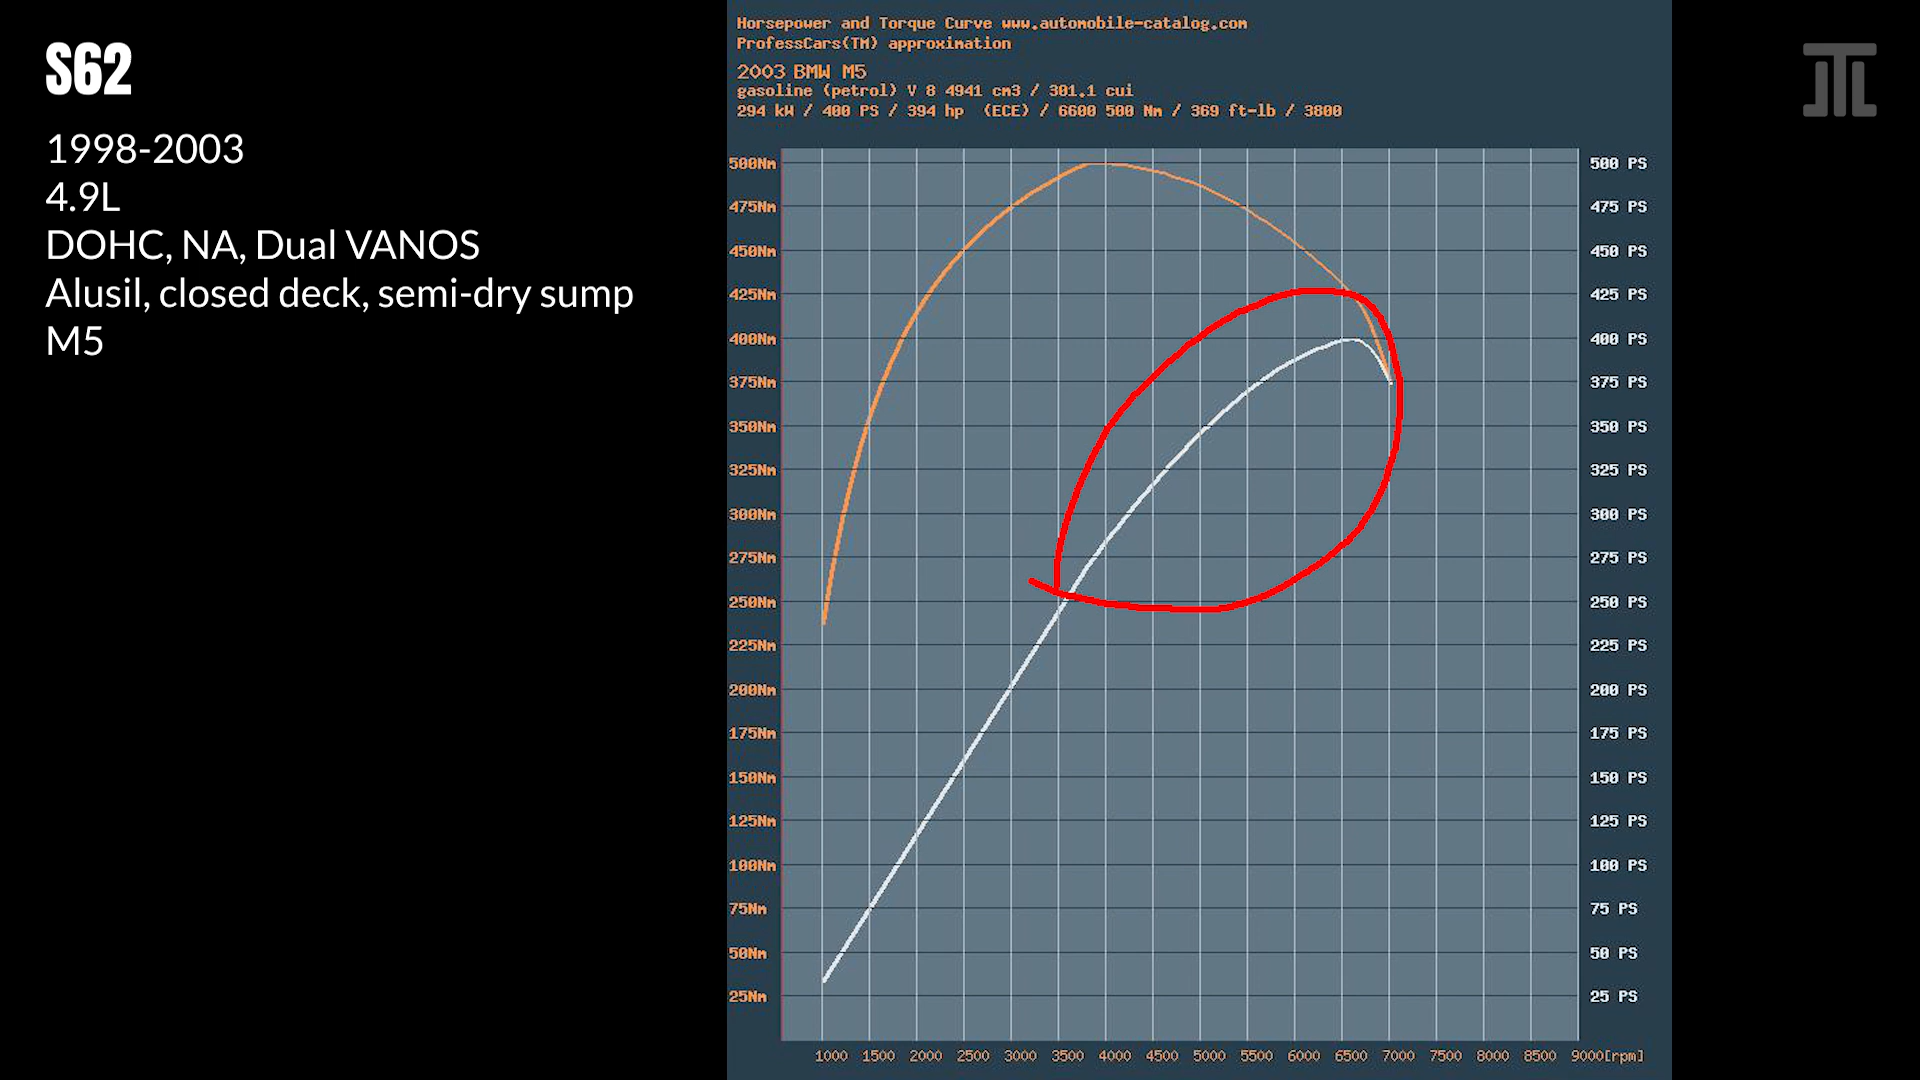 S62
1998-2003
4.9L
DOHC, NA, Dual VANOS
Alusil, closed deck, semi-dry sump
M5
Horsepower and Torque Curve www.automobile-catalog.com
ProfessCars(TM) approximation
2003 BMW M5
gasoline (petrol) V 8 4941 cm3 / 301.1 cui
294 kW / 400 PS / 394 hp (ECE) / 6600 500 Nm / 369 ft-lb / 3800
500Nm 500 PS
475Nm 475 PS
450Nm 450 PS
425Nm 425 PS
400Nm 400 PS
375Nm 375 PS
350Nm 350 PS
325Nm 325 PS
300Nm 300 PS
275Nm 275 PS
250Nm 250 PS
225Nm 225 PS
200Nm 200 PS
175Nm 175 PS
150Nm 150 PS
125Nm 125 PS
100Nm 100 PS
75Nm 75 PS
50Nm 50 PS
25Nm 25 PS
1000 1500 2000 2500 3000 3500 4000 4500 5000 5500 6000 6500 7000 7500 8000 8500 9000[rpm]